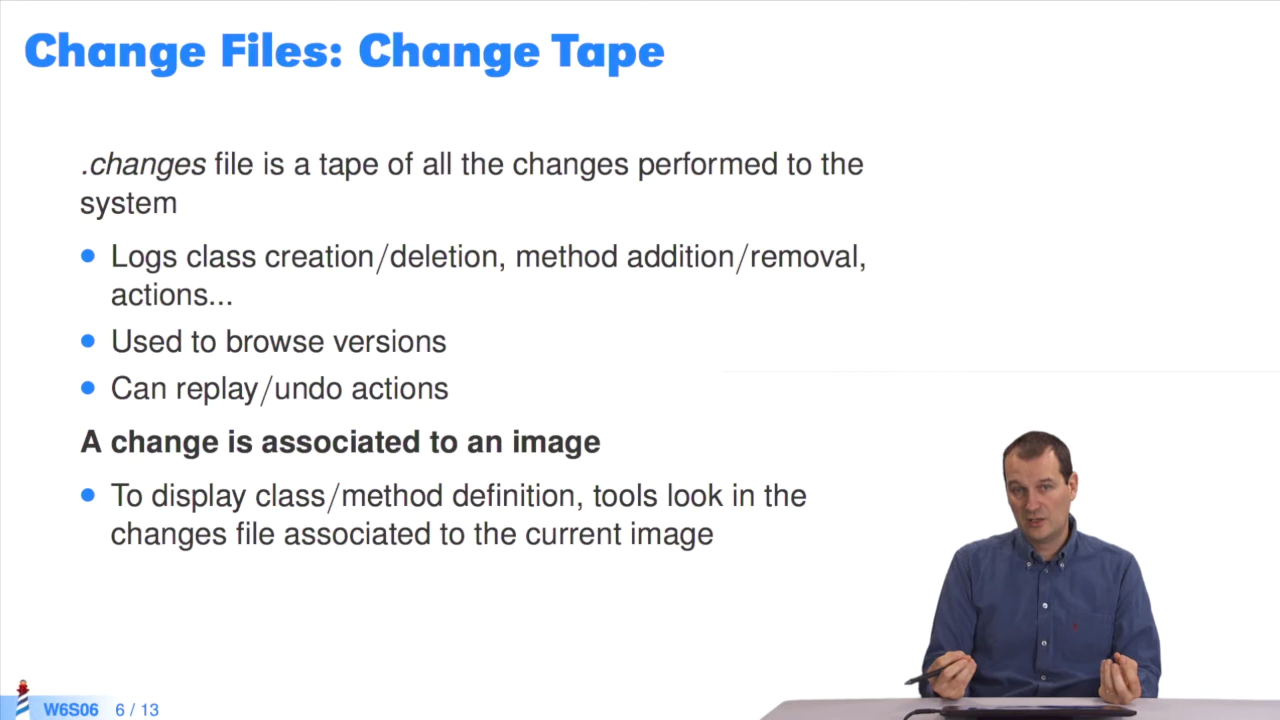 Change Files: Change Tape
.changes file is a tape of all the changes performed to the
system
Logs class creation/deletion, method addition/removal,
actions...
Used to browse versions
Can replay/undo actions
A change is associated to an image
To display class/method definition, tools look in the
changes file associated to the current image
W6S06 6 / 13